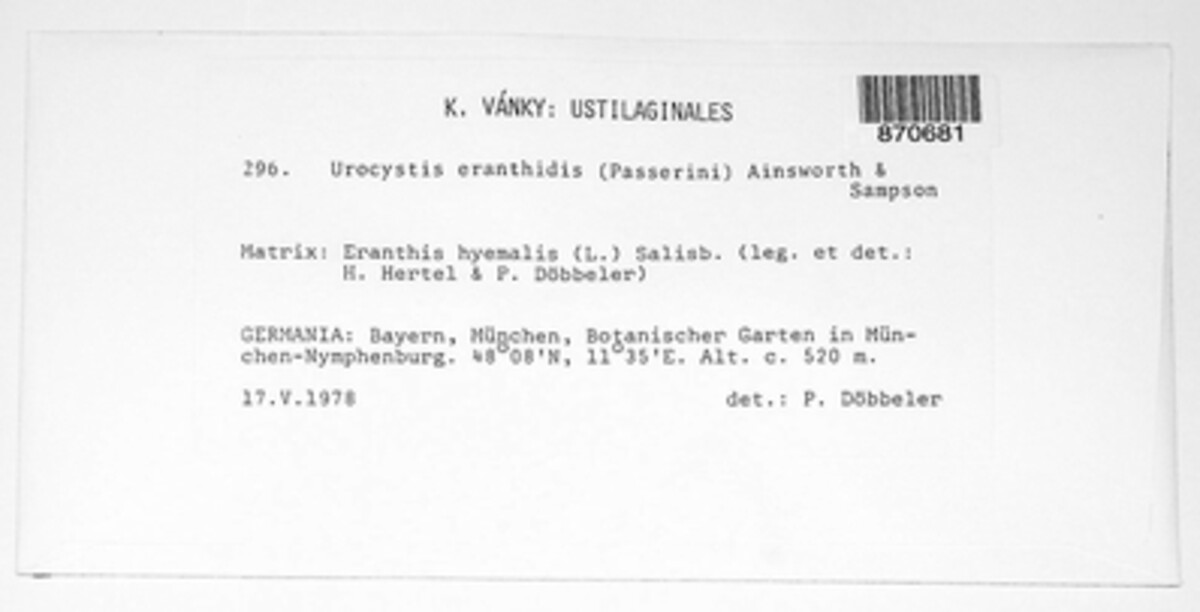 K. VÁNKY: USTILAGINALES
870681
296. Urocystis eranthidis (Passerini) Ainsworth &
Sampson
Matrix: Eranthis hyemalis (L.) Salisb. (leg. et det.:
H. Hertel & P. Döbbeler)
GERMANIA: Bayern, München, Botanischer Garten in Mün-
chen-Nymphenburg. 48°08'N, 11°35'E. Alt. c. 520 m.
17.V.1978 det.: P. Döbbeler